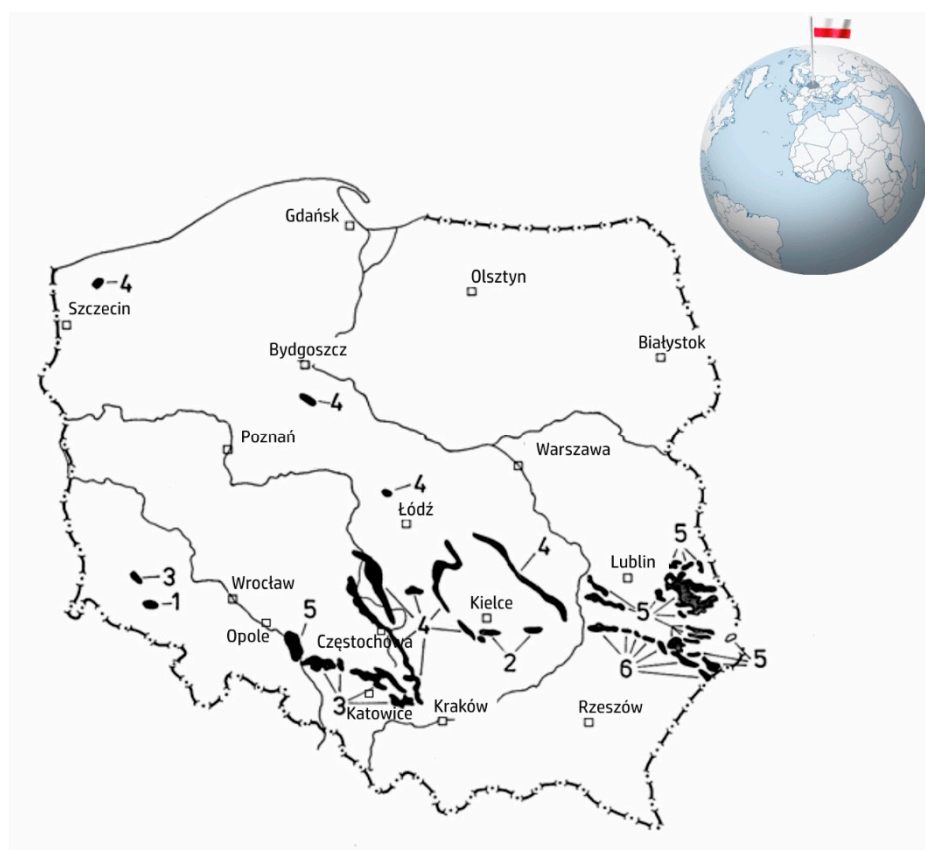 Gdańsk
Olsztyn
4
Szczecin
Białystok
Bydgoszcz
4
Poznań
Warszawa
4
Łódź
5
4
Lublin
3
Wrocław
1
5
Kielce
5
Opole
Częstochowa
4
2
6
5
3
Katowice
Kraków
Rzeszów